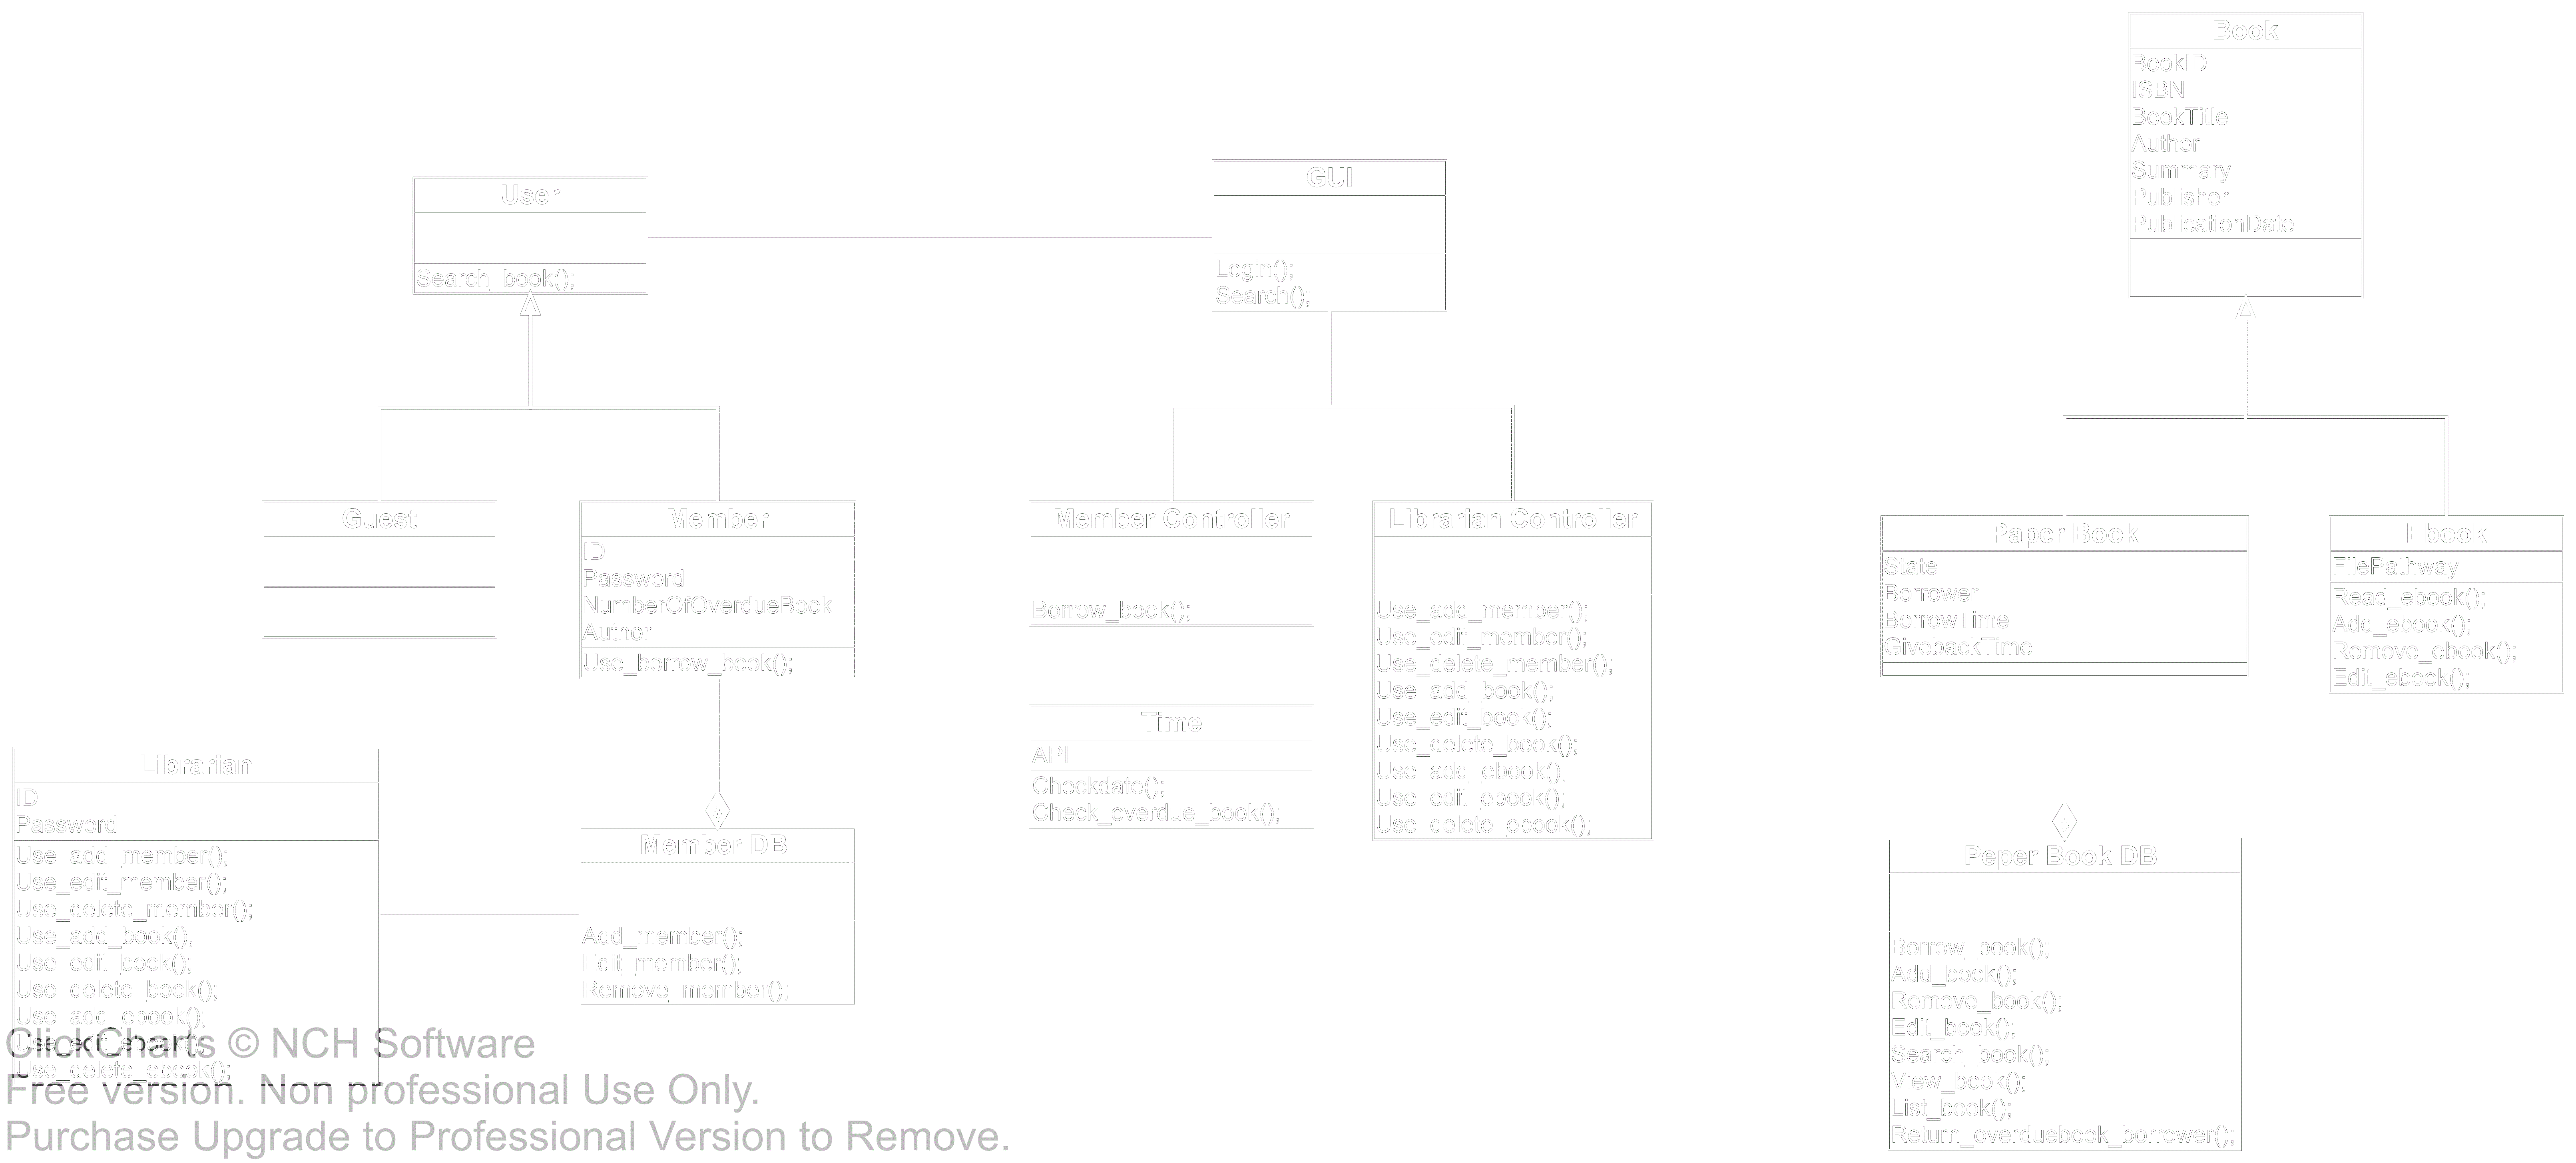 User
Search_book();
GUI
Login();
Search();
Book
BookID
ISBN
BookTitle
Author
Summary
Publisher
PublicationDate
Guest
Member
ID
Password
NumberOfOverdueBook
Author
Use_borrow_book();
Member Controller
Borrow_book();
Librarian Controller
Use_add_member();
Use_edit_member();
Use_delete_member();
Use_add_book();
Use_edit_book();
Use_delete_book();
Use_add_ebook();
Use_edit_ebook();
Use_delete_ebook();
Paper Book
State
Borrower
BorrowTime
GivebackTime
Ebook
FilePathway
Read_ebook();
Add_ebook();
Remove_ebook();
Edit_ebook();
Time
API
Checkdate();
Check_overdue_book();
Librarian
ID
Password
Use_add_member();
Use_edit_member();
Use_delete_member();
Use_add_book();
Use_edit_book();
Use_delete_book();
Use_add_ebook();
Use_edit_ebook();
Use_delete_ebook();
Member DB
Add_member();
Edit_member();
Remove_member();
Peper Book DB
Borrow_book();
Add_book();
Remove_book();
Edit_book();
Search_book();
View_book();
List_book();
Return_overduebook_borrower();
ClickCharts © NCH Software
Free version. Non professional Use Only.
Purchase Upgrade to Professional Version to Remove.